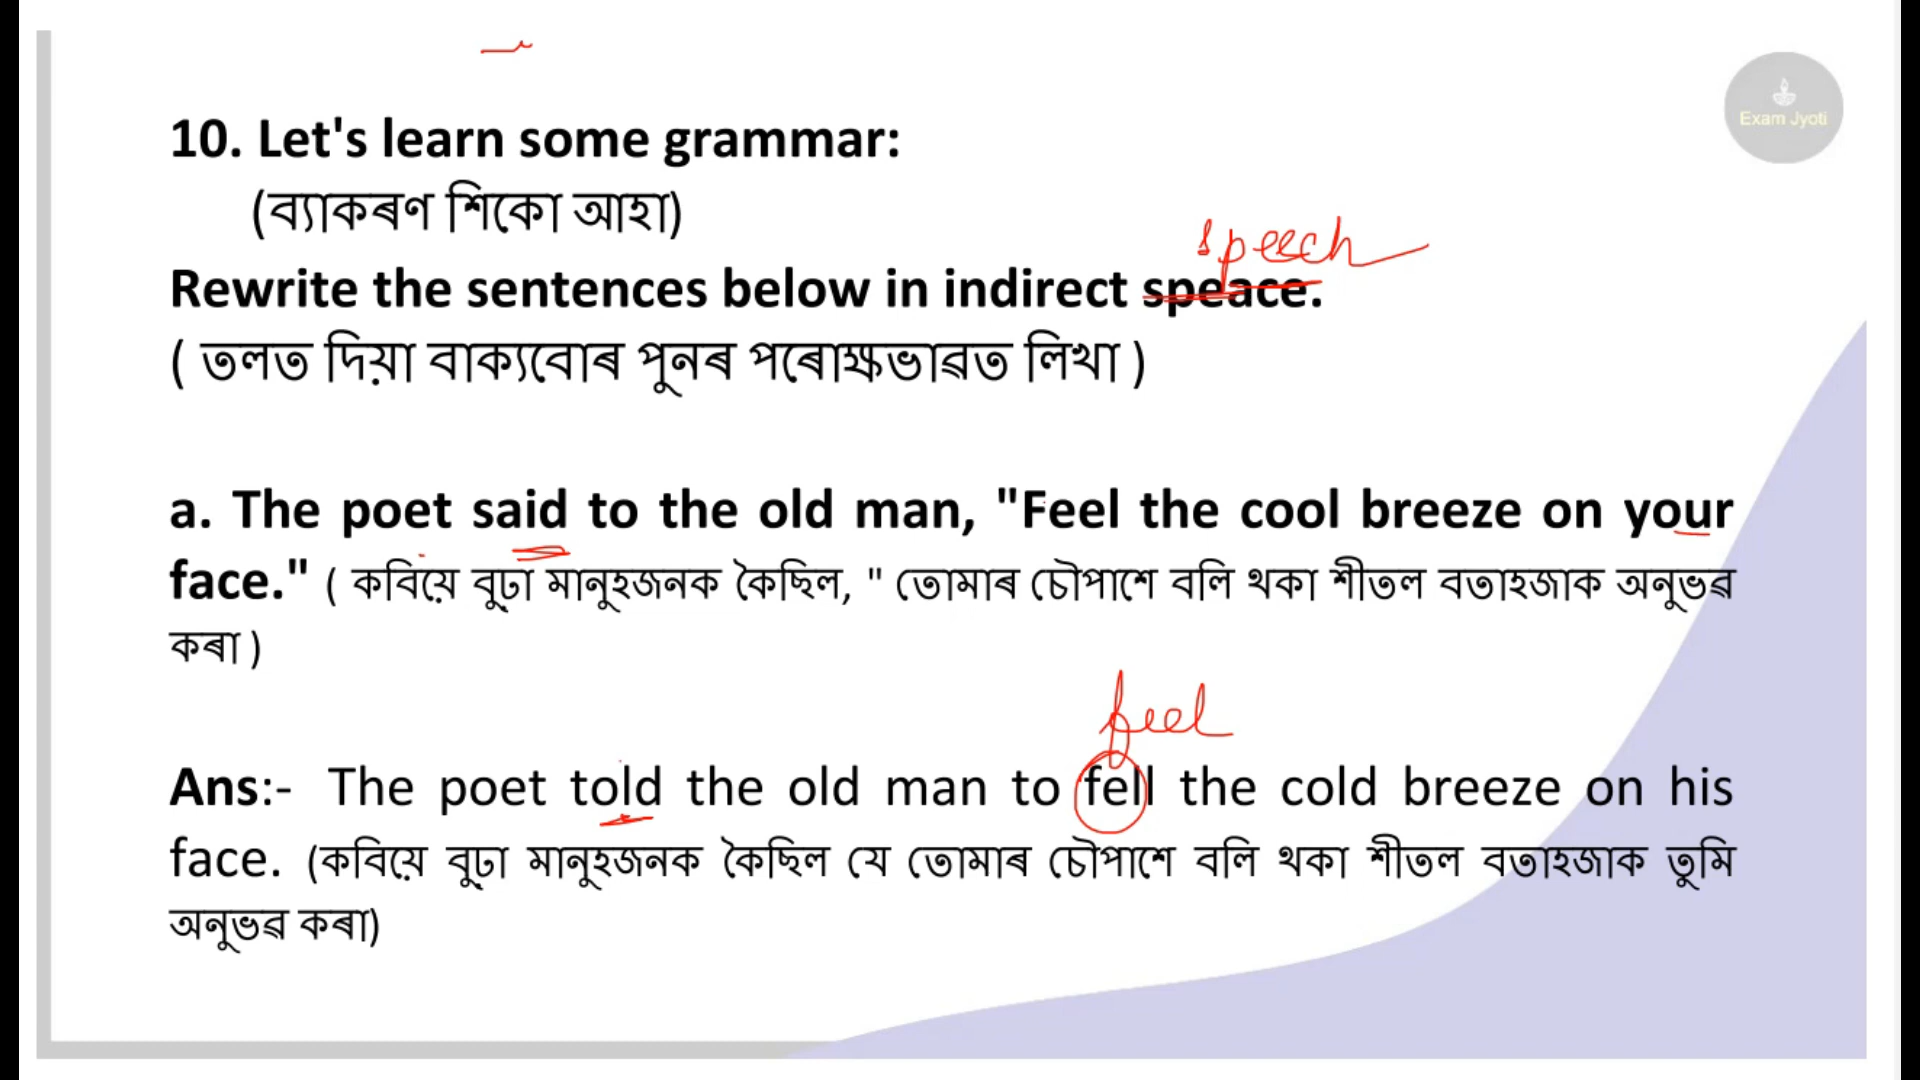 Exam Jyoti
10. Let's learn some grammar:
(ব্যাকৰণ শিকো আহা)
speech
Rewrite the sentences below in indirect speace.
( তলত দিয়া বাক্যবোৰ পুনৰ পৰোক্ষভাৱত লিখা )
a. The poet said to the old man, "Feel the cool breeze on your
face." ( কবিয়ে বুঢ়া মানুহজনক কৈছিল, " তোমাৰ চৌপাশে বলি থকা শীতল বতাহজাক অনুভৱ
কৰা )
feel
Ans:- The poet told the old man to fell the cold breeze on his
face. (কবিয়ে বুঢ়া মানুহজনক কৈছিল যে তোমাৰ চৌপাশে বলি থকা শীতল বতাহজাক তুমি
অনুভৱ কৰা)